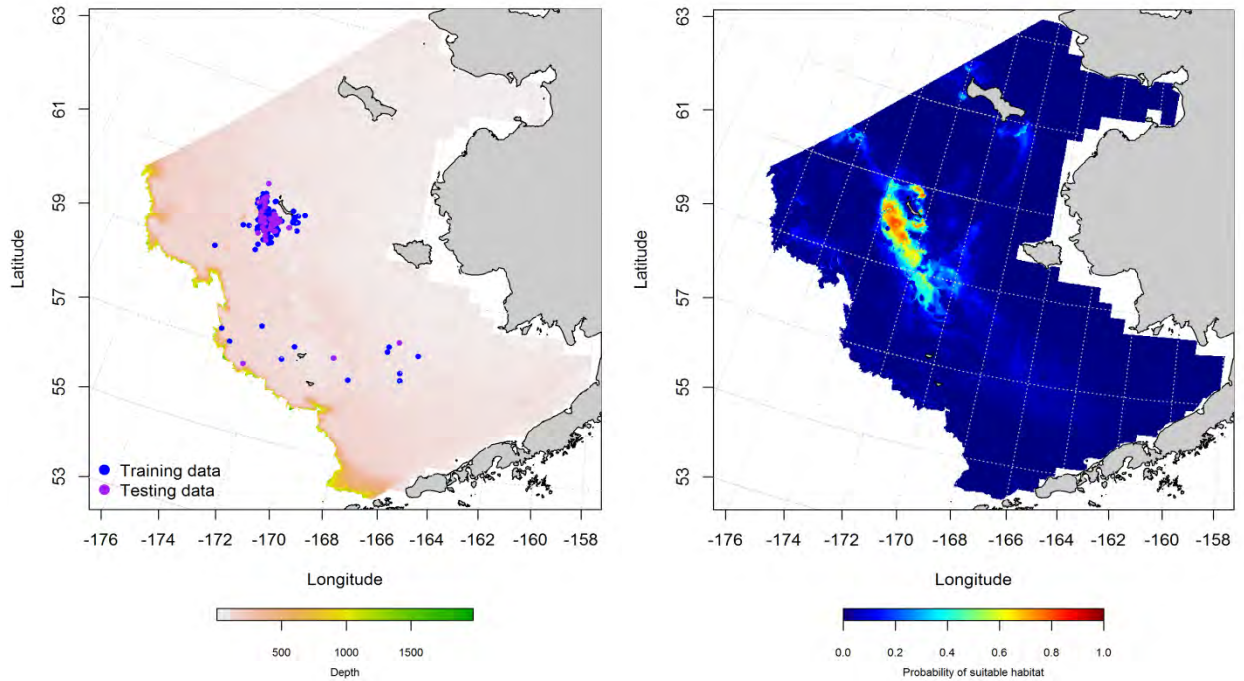 63
61
59
57
55
53
Latitude
Training data
Testing data
-176 -174 -172 -170 -168 -166 -164 -162 -160 -158
Longitude
500 1000 1500
Depth
63
61
59
57
55
53
Latitude
-176 -174 -172 -170 -168 -166 -164 -162 -160 -158
Longitude
0.0 0.2 0.4 0.6 0.8 1.0
Probability of suitable habitat